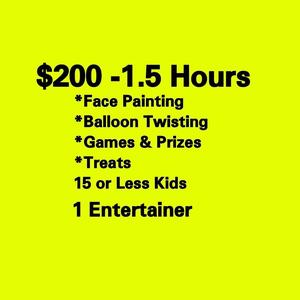 $200 -1.5 Hours
*Face Painting
*Balloon Twisting
*Games & Prizes
*Treats
15 or Less Kids
1 Entertainer